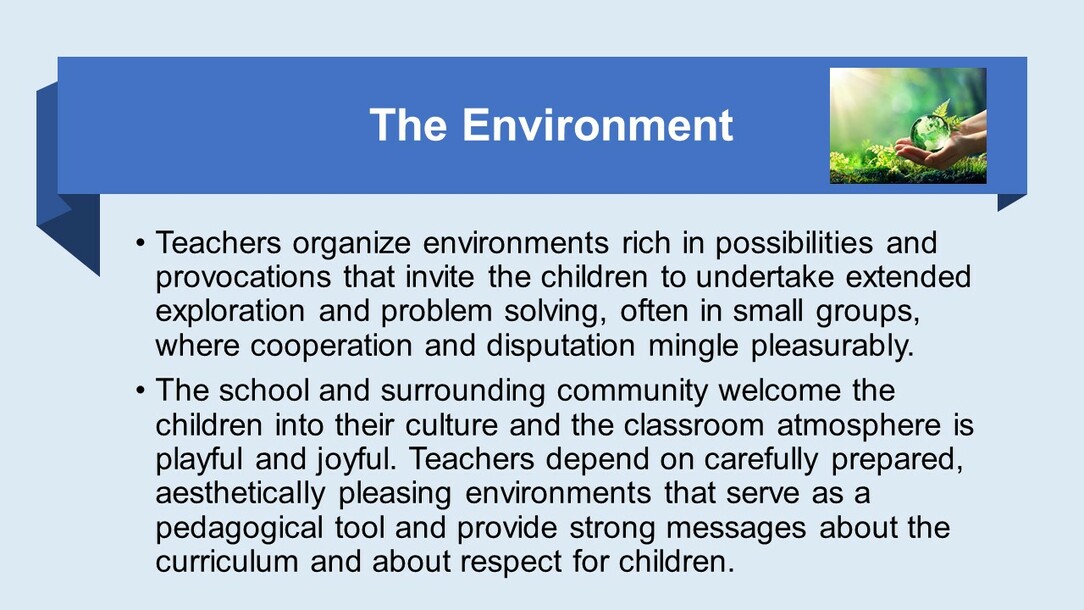 The Environment
• Teachers organize environments rich in possibilities and
provocations that invite the children to undertake extended
exploration and problem solving, often in small groups,
where cooperation and disputation mingle pleasurably.
• The school and surrounding community welcome the
children into their culture and the classroom atmosphere is
playful and joyful. Teachers depend on carefully prepared,
aesthetically pleasing environments that serve as a
pedagogical tool and provide strong messages about the
curriculum and about respect for children.